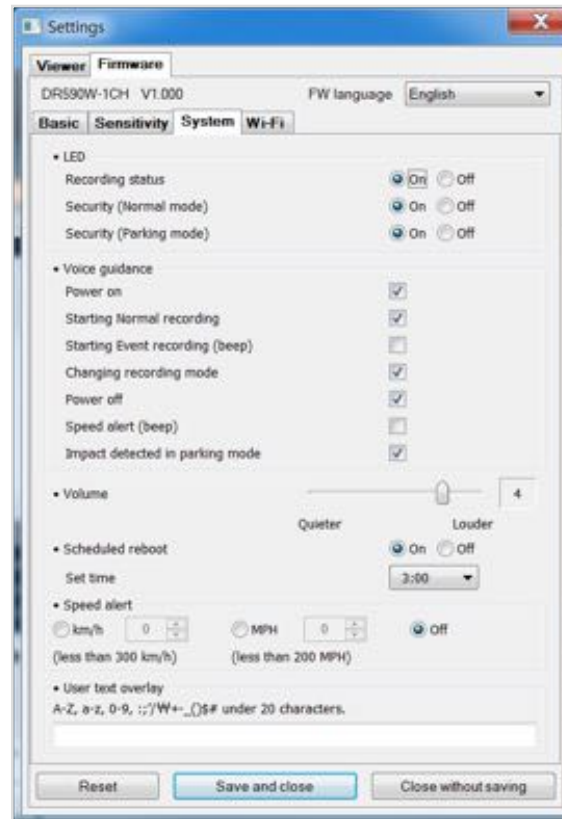 Settings
Viewer Firmware
DR590W-1CH V1.000 FW language English
Basic Sensitivity System Wi-Fi
• LED
Recording status On Off
Security (Normal mode) On Off
Security (Parking mode) On Off
• Voice guidance
Power on
Starting Normal recording
Starting Event recording (beep)
Changing recording mode
Power off
Speed alert (beep)
Impact detected in parking mode
• Volume 4
Quieter Louder
• Scheduled reboot On Off
Set time 3:00
• Speed alert
km/h 0 MPH 0 Off
(less than 300 km/h) (less than 200 MPH)
• User text overlay
A-Z, a-z, 0-9, :;'/₩+-_()$# under 20 characters.
Reset Save and close Close without saving